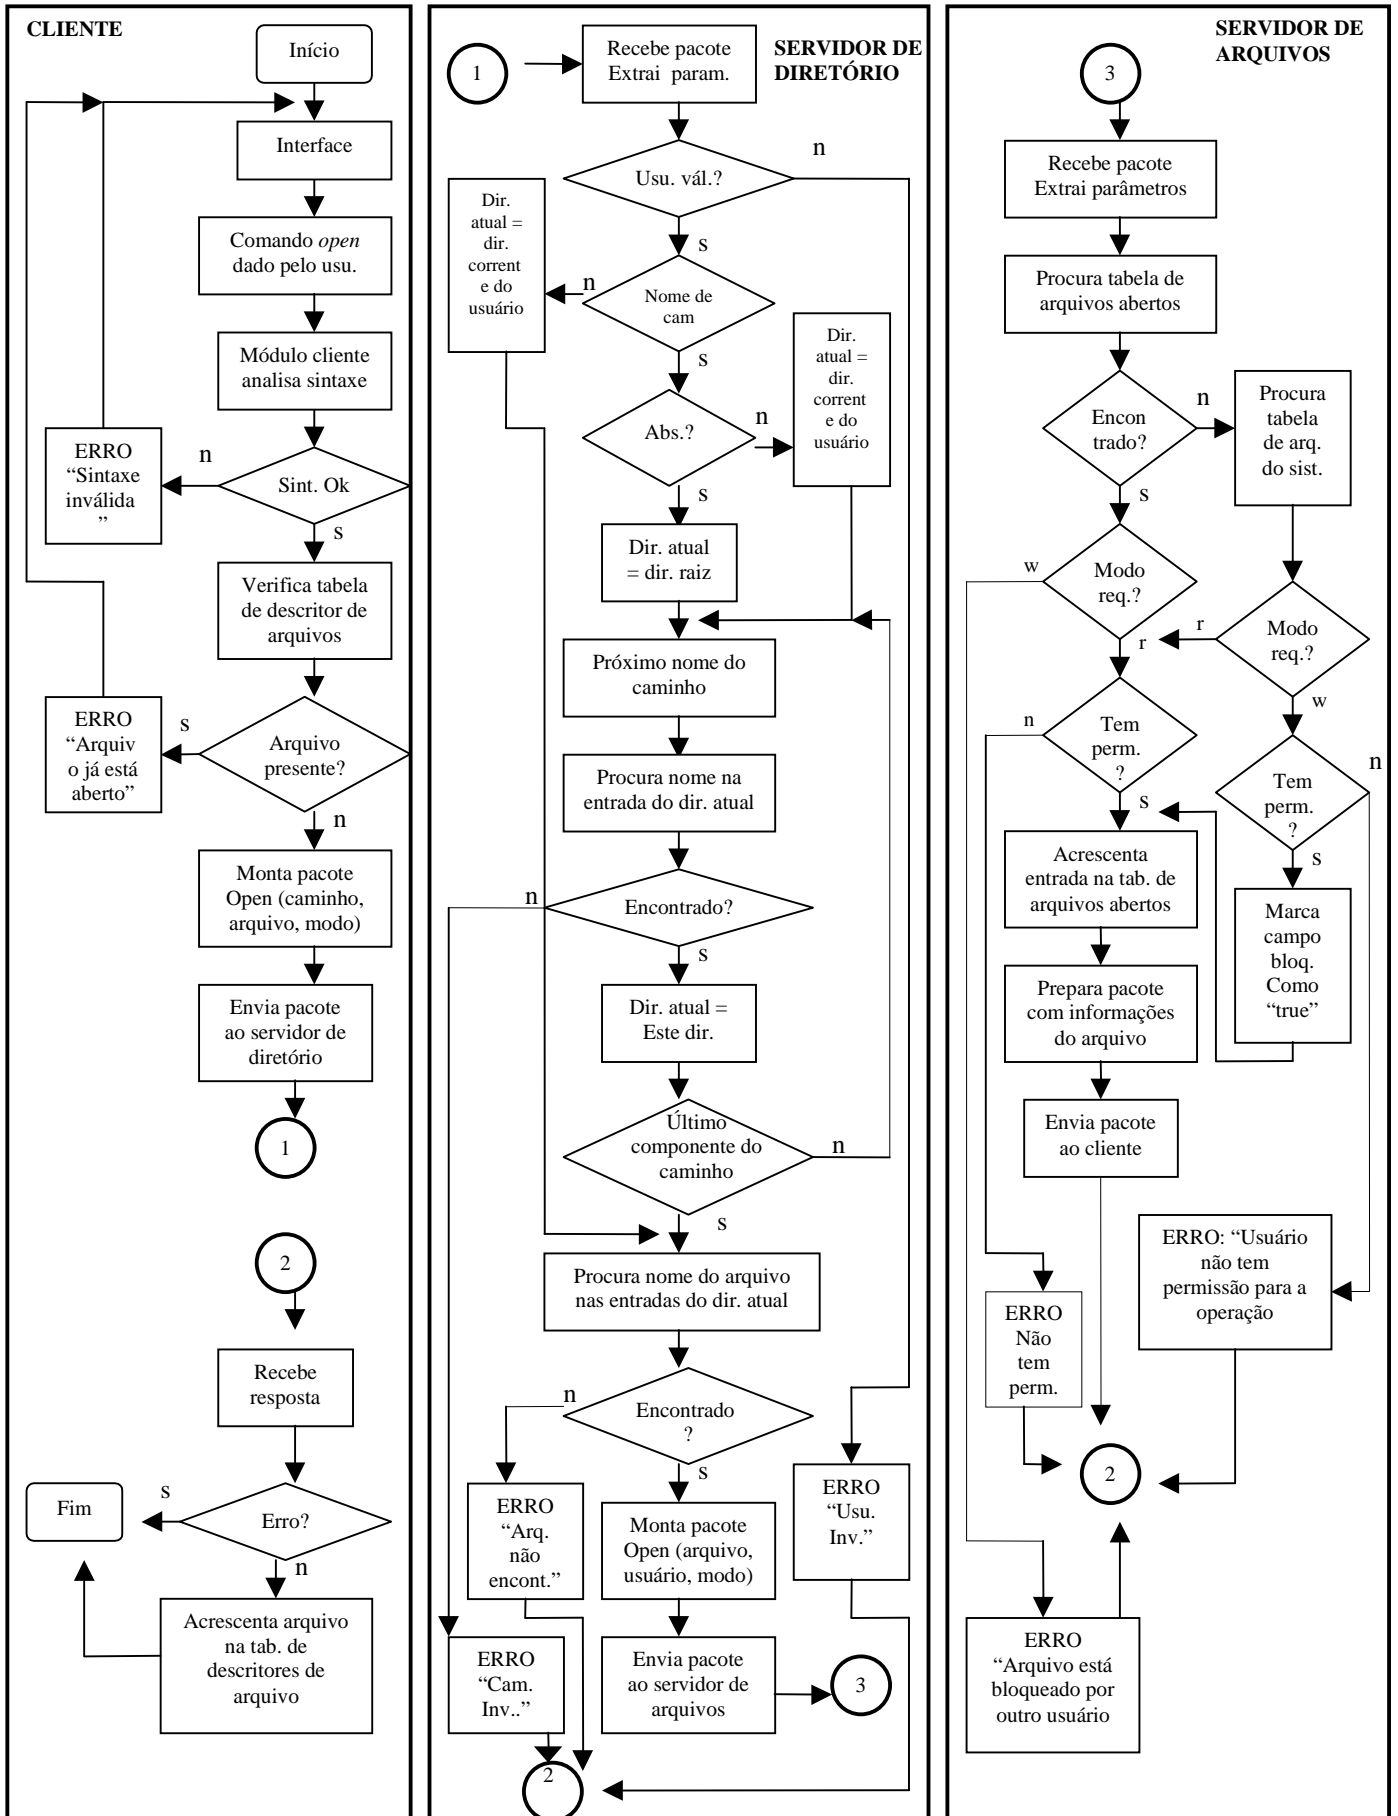 CLIENTE
Início
Interface
Comando open
dado pelo usu.
Módulo cliente
analisa sintaxe
ERRO
“Sintaxe
inválida
”
n
Sint. Ok
s
Verifica tabela
de descritor de
arquivos
ERRO
“Arquiv
o já está
aberto”
s
Arquivo
presente?
n
Monta pacote
Open (caminho,
arquivo, modo)
Envia pacote
ao servidor de
diretório
1
2
Recebe
resposta
Fim
s
Erro?
n
Acrescenta arquivo
na tab. de
descritores de
arquivo
SERVIDOR DE
DIRETÓRIO
1
Recebe pacote
Extrai param.
n
Usu. vál.?
s
Dir.
atual =
dir.
corrent
e do
usuário
n
Nome de
cam
s
Dir.
atual =
dir.
corrent
e do
usuário
Abs.?
n
s
Dir. atual
= dir. raiz
Próximo nome do
caminho
Procura nome na
entrada do dir. atual
n
Encontrado?
s
Dir. atual =
Este dir.
Último
componente do
caminho
n
s
Procura nome do arquivo
nas entradas do dir. atual
n
Encontrado
?
s
ERRO
“Arq.
não
encont.”
Monta pacote
Open (arquivo,
usuário, modo)
ERRO
“Usu.
Inv.”
ERRO
“Cam.
Inv..”
Envia pacote
ao servidor de
arquivos
3
2
SERVIDOR DE
ARQUIVOS
3
Recebe pacote
Extrai parâmetros
Procura tabela de
arquivos abertos
Encon
trado?
n
s
Procura
tabela
de arq.
do sist.
w
Modo
req.?
r
r
Modo
req.?
w
n
Tem
perm.
?
s
Tem
perm.
?
n
s
Acrescenta
entrada na tab. de
arquivos abertos
Marca
campo
bloq.
Como
“true”
Prepara pacote
com informações
do arquivo
Envia pacote
ao cliente
ERRO: “Usuário
não tem
permissão para a
operação
ERRO
Não
tem
perm.
2
ERRO
“Arquivo está
bloqueado por
outro usuário